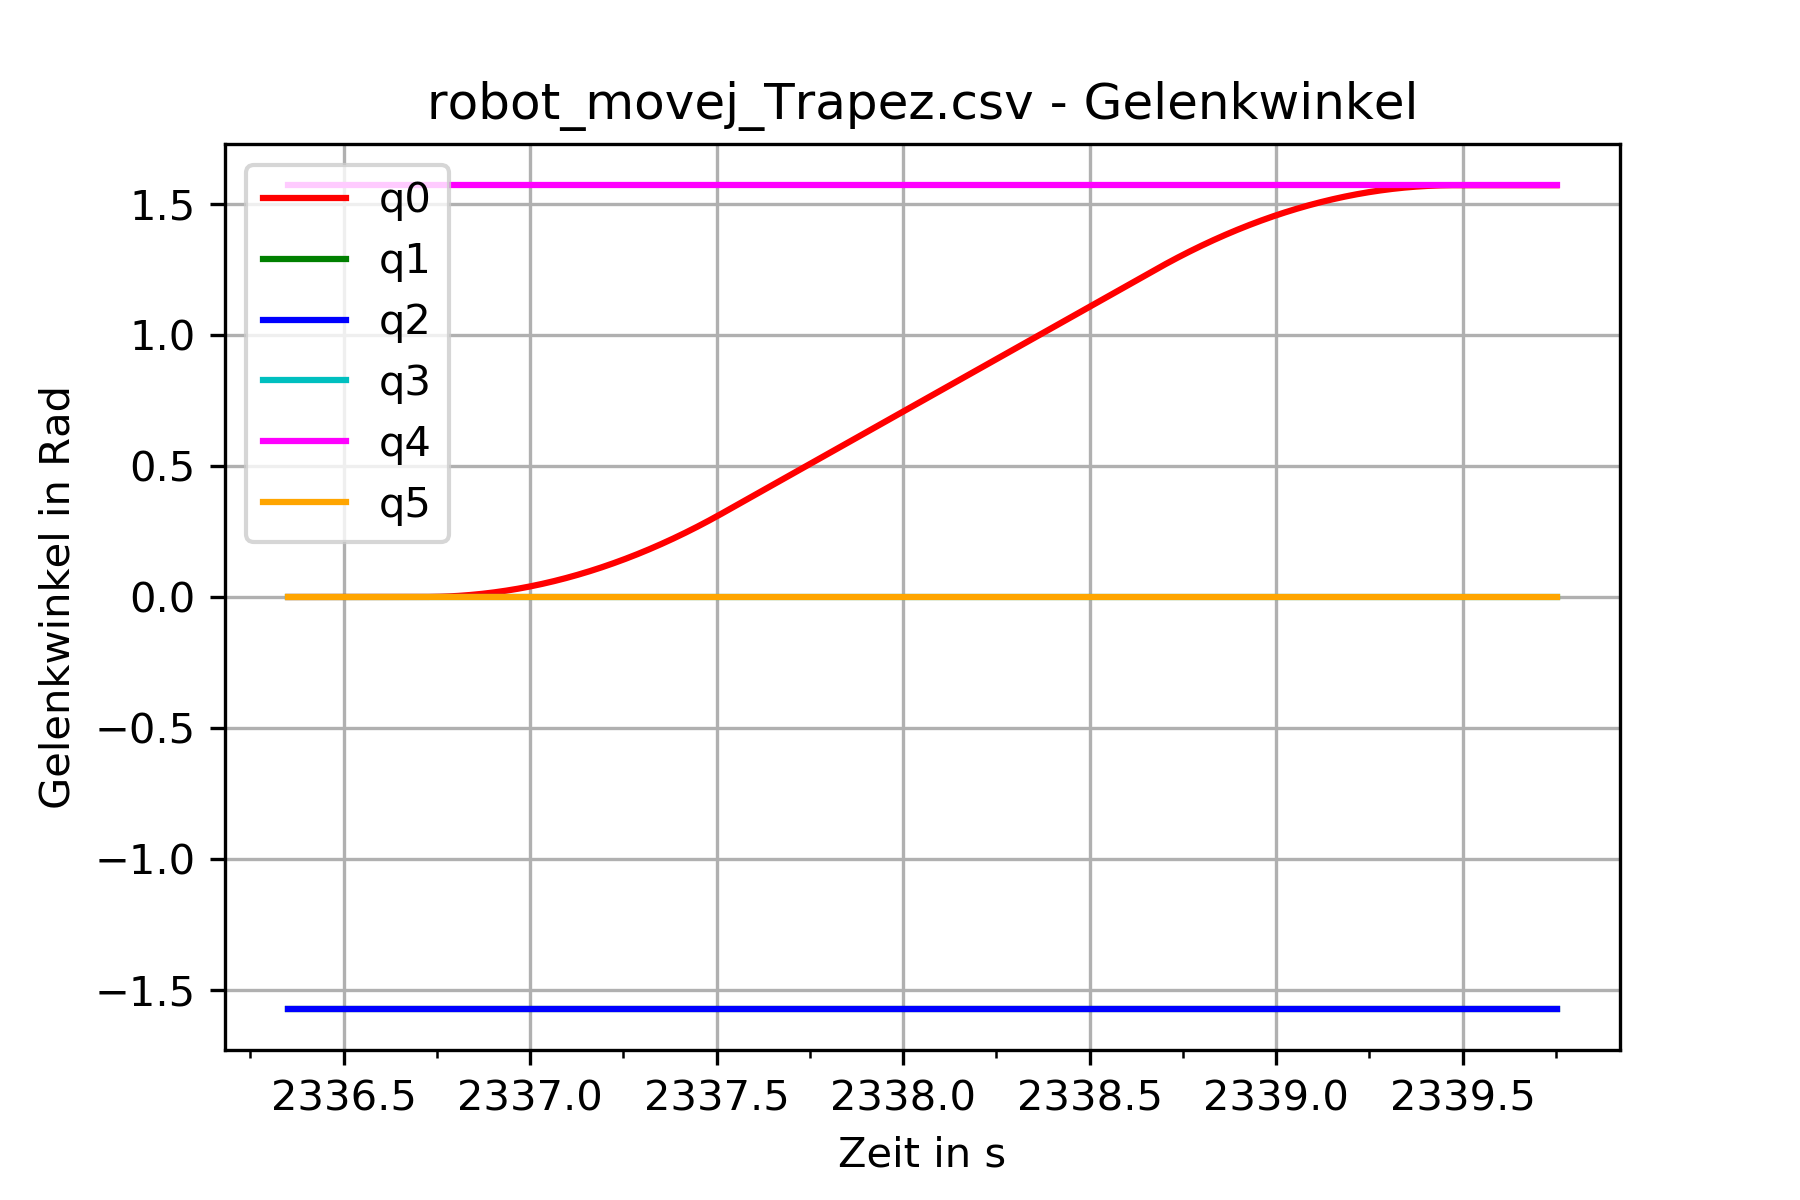 robot_movej_Trapez.csv - Gelenkwinkel
q0
q1
q2
q3
q4
q5
Gelenkwinkel in Rad
1.5
1.0
0.5
0.0
−0.5
−1.0
−1.5
2336.5 2337.0 2337.5 2338.0 2338.5 2339.0 2339.5
Zeit in s